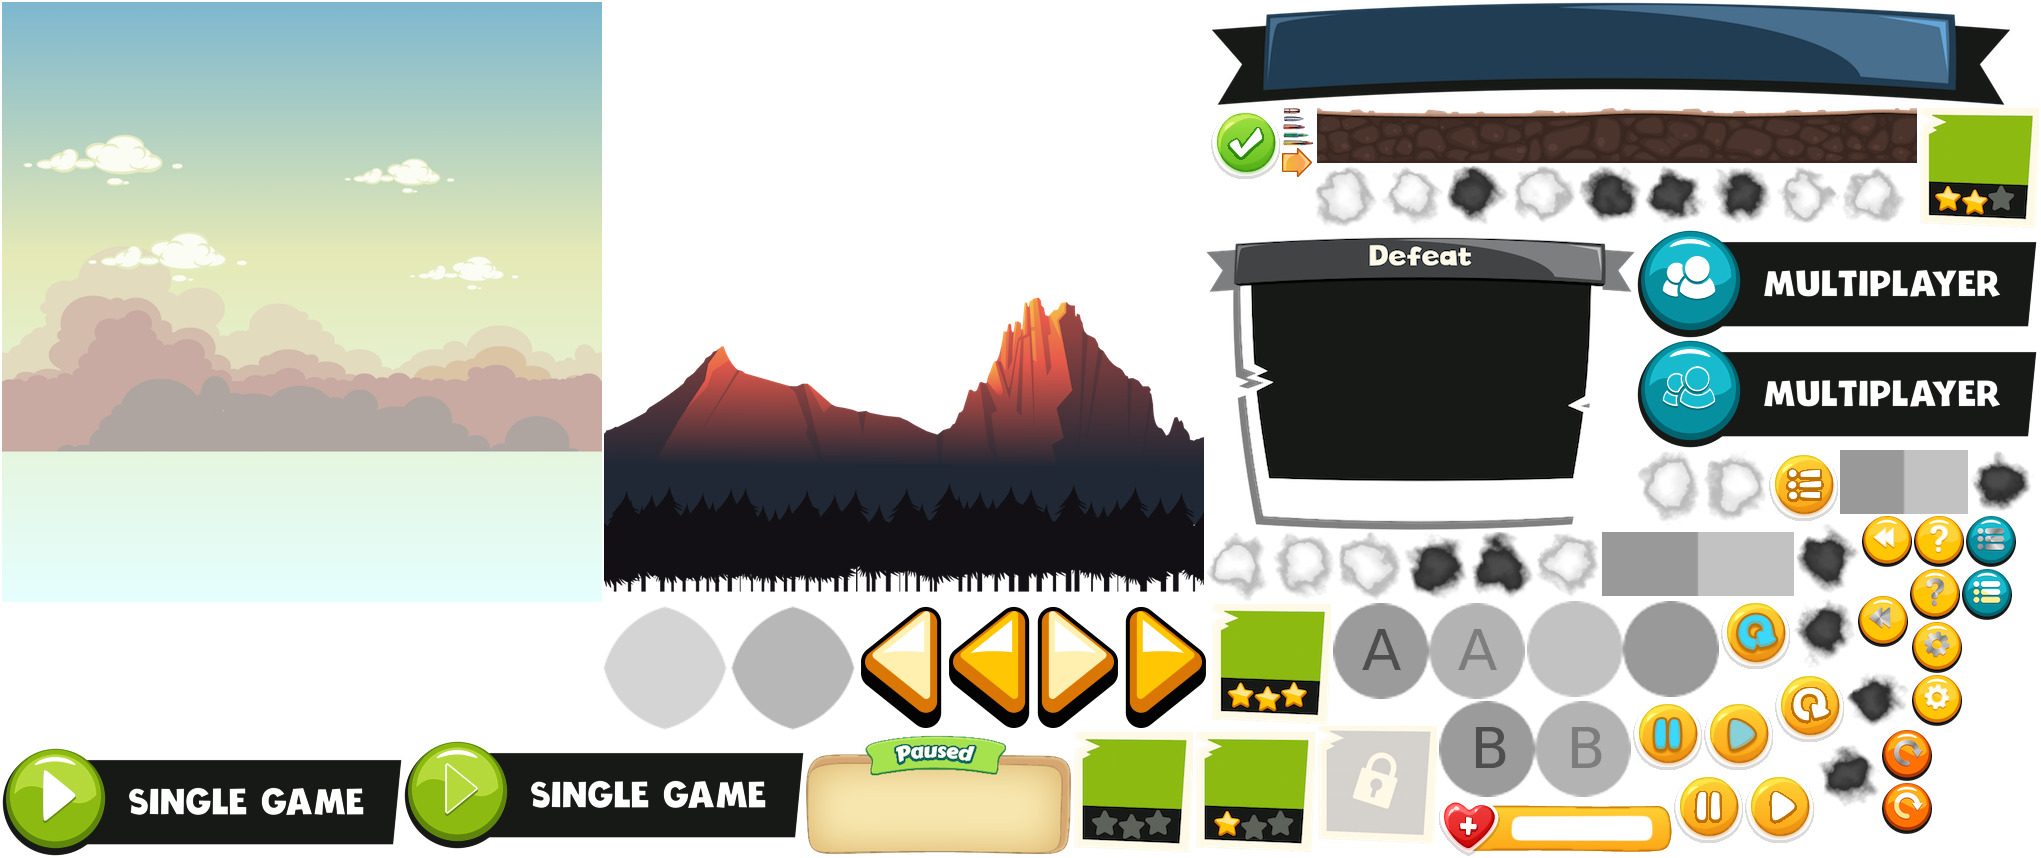 Defeat
MULTIPLAYER
MULTIPLAYER
?
?
A
A
B
B
Paused
SINGLE GAME
SINGLE GAME